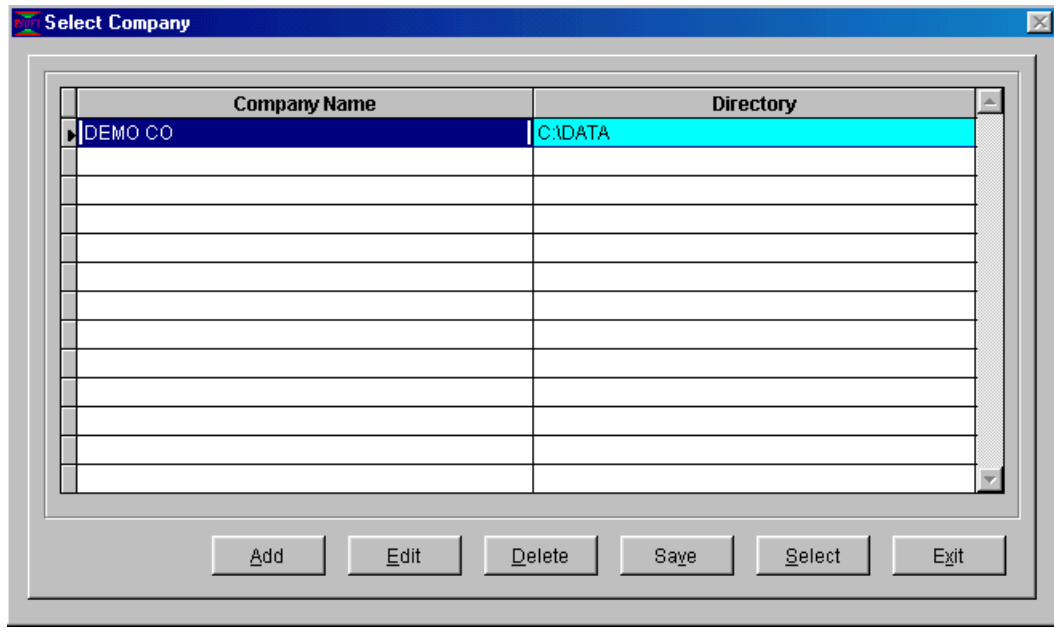 Select Company
Company Name Directory
DEMO CO C:\DATA
Add Edit Delete Save Select Exit